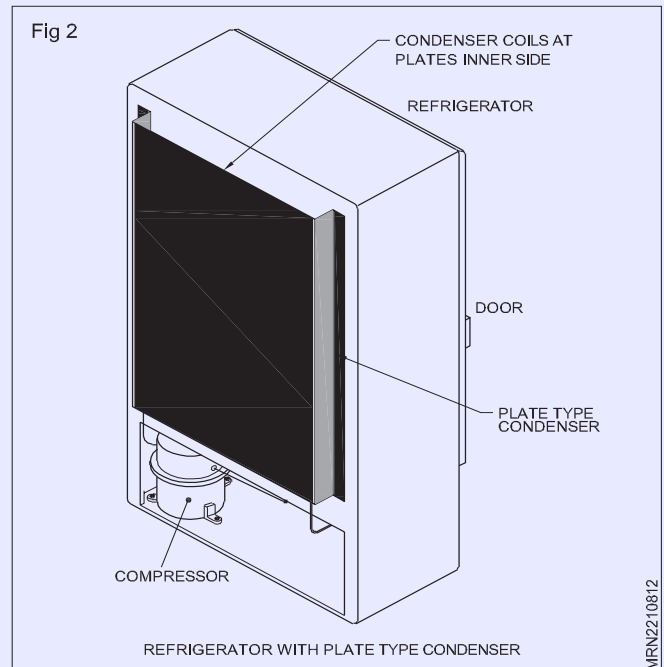 Fig 2
CONDENSER COILS AT
PLATES INNER SIDE
REFRIGERATOR
DOOR
PLATE TYPE
CONDENSER
COMPRESSOR
REFRIGERATOR WITH PLATE TYPE CONDENSER
MRN2210812